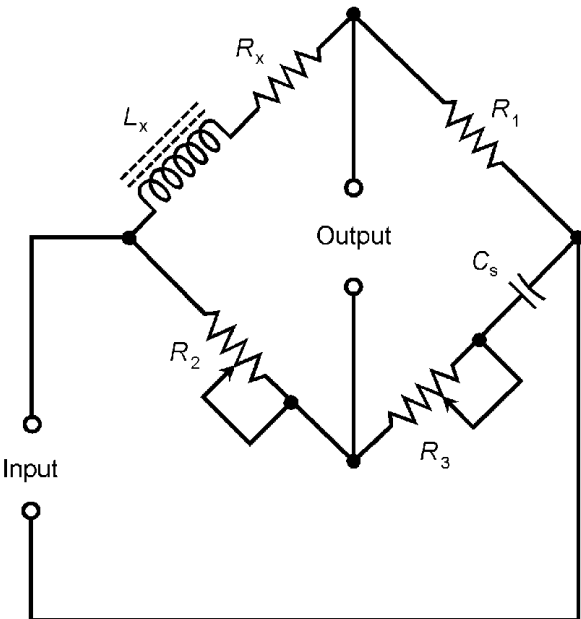 Rx
Lx
R1
Output
Cs
R2
R3
Input